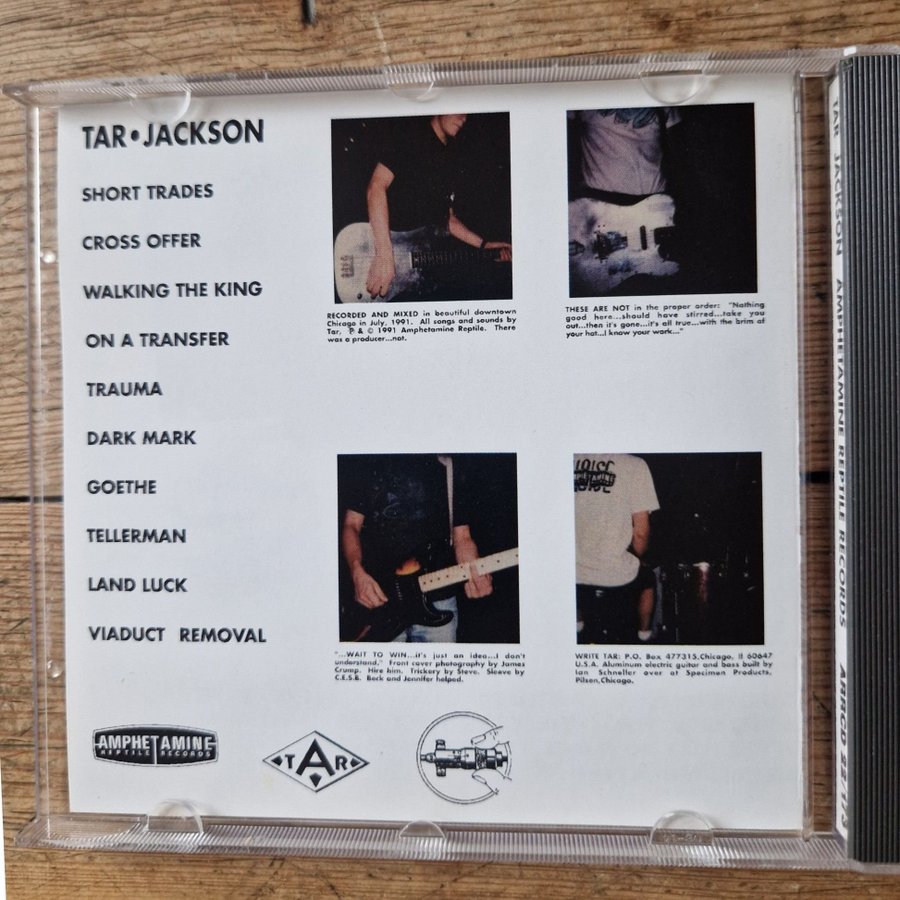 TAR•JACKSON
SHORT TRADES
CROSS OFFER
WALKING THE KING
ON A TRANSFER
TRAUMA
DARK MARK
GOETHE
TELLERMAN
LAND LUCK
VIADUCT REMOVAL
RECORDED AND MIXED in beautiful downtown
Chicago in July, 1991. All songs and sounds by
Tar. ℗ & © 1991 Amphetamine Reptile. There
was a producer...not.
THESE ARE NOT in the proper order: "Nothing
good here...should have stirred...take you
out...then it's gone...it's all true...with the brim of
your hat...I know your work..."
NOISE
AMPHETAMINE
NOISE
"...WAIT TO WIN...it's just an idea...I don't
understand." Front cover photography by James
Crump. Hire him. Trickery by Steve. Sleeve by
C.E.S.B. Beck and Jennifer helped.
WRITE TAR: P.O. Box 477315,Chicago, Il 60647
U.S.A. Aluminum electric guitar and bass built by
Ian Schneller over at Specimen Products,
Pilsen,Chicago.
AMPHETAMINE
REPTILE RECORDS
TAR
TAR JACKSON AMPHETAMINE REPTILE RECORDS ARRCD 22/173